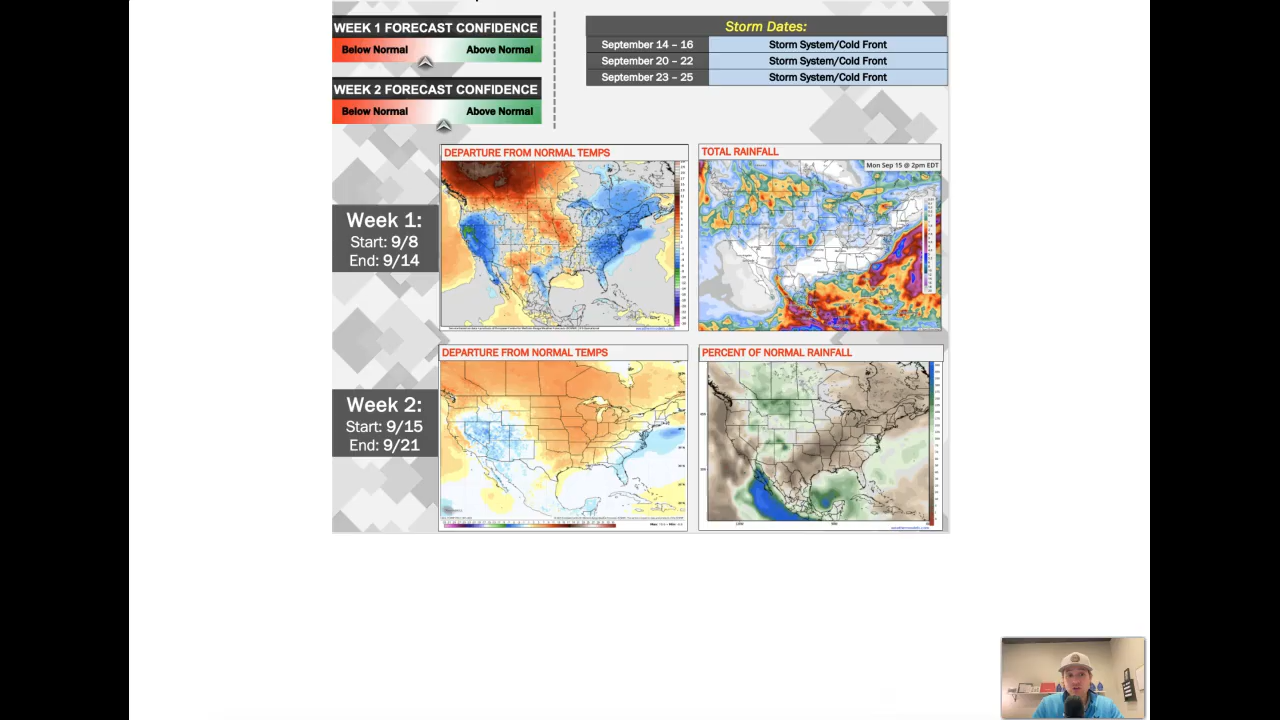 WEEK 1 FORECAST CONFIDENCE
Below Normal Above Normal
WEEK 2 FORECAST CONFIDENCE
Below Normal Above Normal
Storm Dates:
September 14 – 16 Storm System/Cold Front
September 20 – 22 Storm System/Cold Front
September 23 – 25 Storm System/Cold Front
Week 1:
Start: 9/8
End: 9/14
DEPARTURE FROM NORMAL TEMPS
TOTAL RAINFALL
Mon Sep 15 @ 2pm EDT
Week 2:
Start: 9/15
End: 9/21
DEPARTURE FROM NORMAL TEMPS
PERCENT OF NORMAL RAINFALL